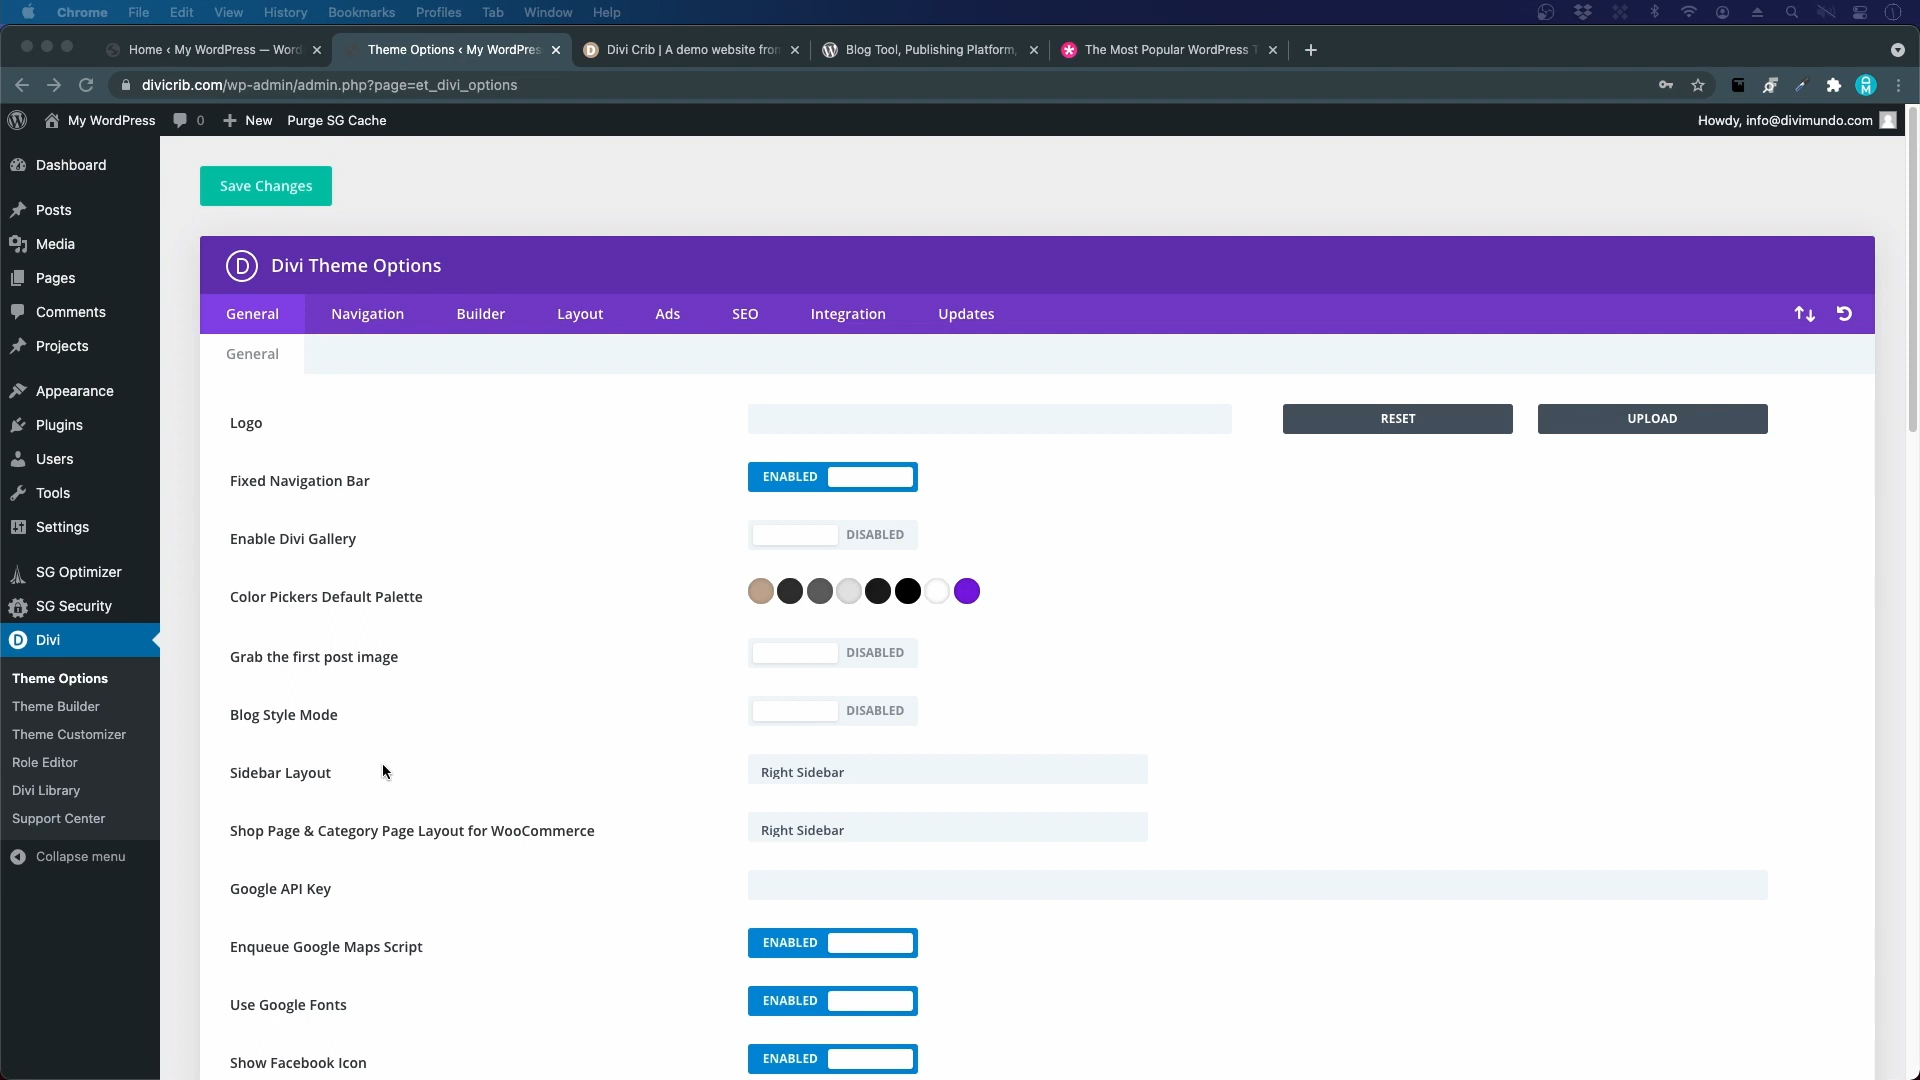 Chrome File Edit View History Bookmarks Profiles Tab Window Help
Home ‹ My WordPress — Word
Theme Options ‹ My WordPres
Divi Crib | A demo website fro
Blog Tool, Publishing Platform,
The Most Popular WordPress T
divicrib.com/wp-admin/admin.php?page=et_divi_options
My WordPress 0 New Purge SG Cache
Howdy, info@divimundo.com
Dashboard
Posts
Media
Pages
Comments
Projects
Appearance
Plugins
Users
Tools
Settings
SG Optimizer
SG Security
Divi
Theme Options
Theme Builder
Theme Customizer
Role Editor
Divi Library
Support Center
Collapse menu
Save Changes
D Divi Theme Options
General Navigation Builder Layout Ads SEO Integration Updates
General
Logo RESET UPLOAD
Fixed Navigation Bar ENABLED
Enable Divi Gallery DISABLED
Color Pickers Default Palette
Grab the first post image DISABLED
Blog Style Mode DISABLED
Sidebar Layout Right Sidebar
Shop Page & Category Page Layout for WooCommerce Right Sidebar
Google API Key
Enqueue Google Maps Script ENABLED
Use Google Fonts ENABLED
Show Facebook Icon ENABLED